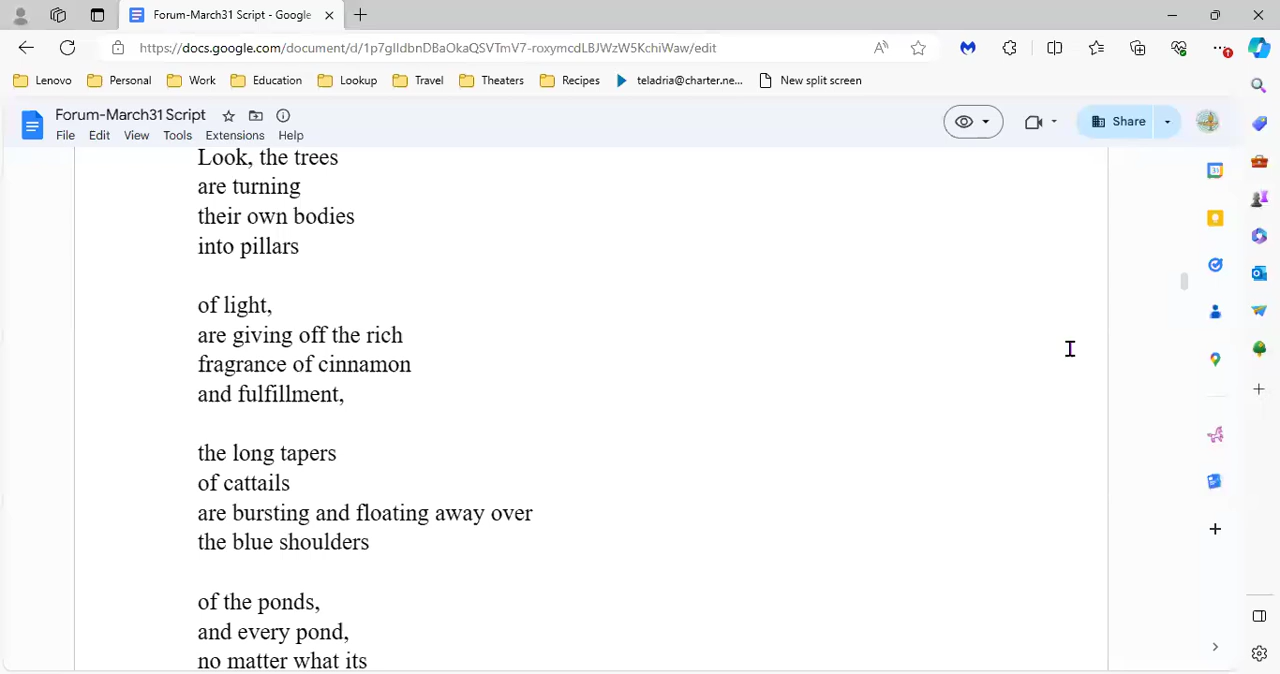 Forum-March31 Script - Google
https://docs.google.com/document/d/1p7glIdbnDBaOkaQSVTmV7-roxymcdLBJWzW5KchiWaw/edit
Lenovo Personal Work Education Lookup Travel Theaters Recipes teladria@charter.ne... New split screen
Forum-March31 Script
File Edit View Tools Extensions Help
Share
Look, the trees
are turning
their own bodies
into pillars
of light,
are giving off the rich
fragrance of cinnamon
and fulfillment,
the long tapers
of cattails
are bursting and floating away over
the blue shoulders
of the ponds,
and every pond,
no matter what its